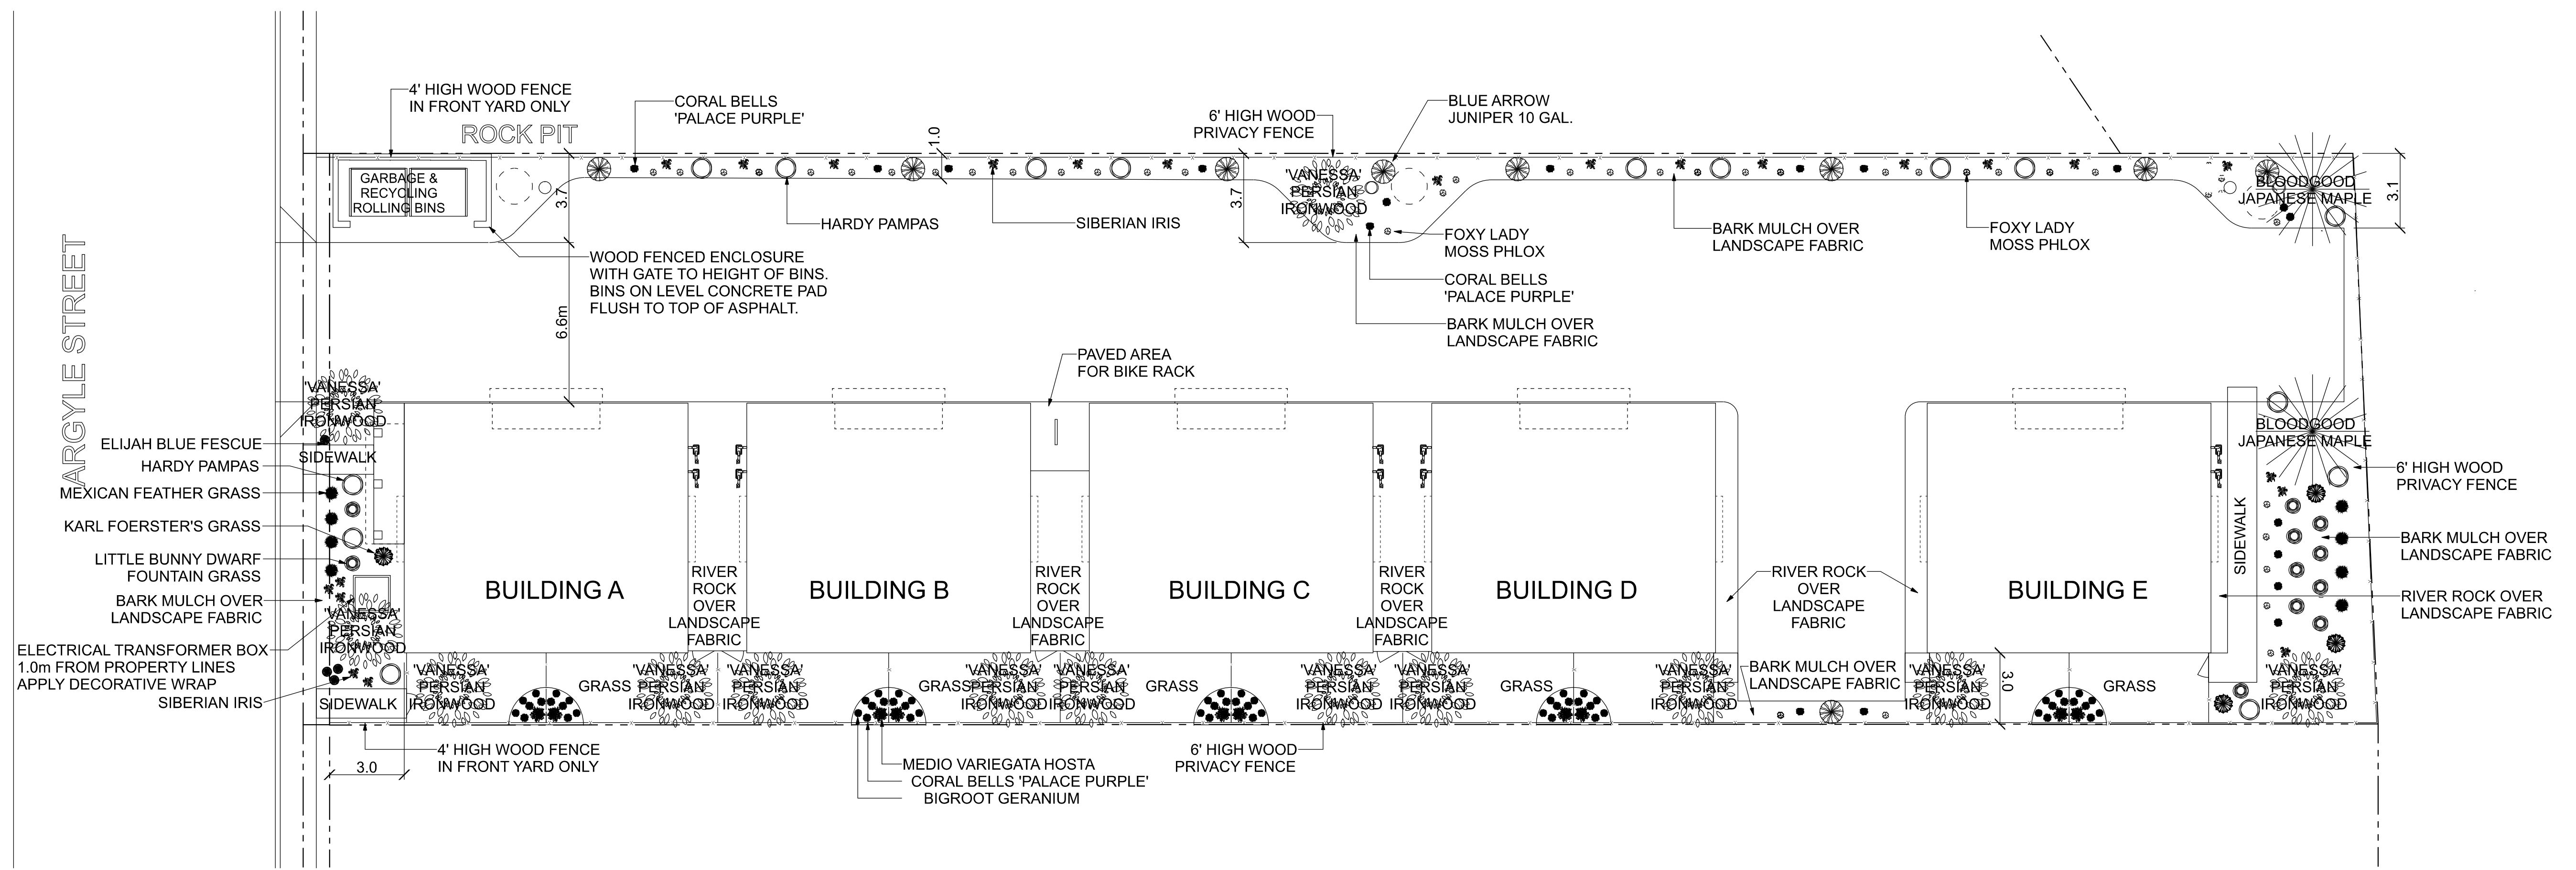 4' HIGH WOOD FENCE
IN FRONT YARD ONLY
ROCK PIT
CORAL BELLS
'PALACE PURPLE'
1.0
6' HIGH WOOD
PRIVACY FENCE
BLUE ARROW
JUNIPER 10 GAL.
GARBAGE &
RECYCLING
ROLLING BINS
3.7
HARDY PAMPAS
SIBERIAN IRIS
3.7
'VANESSA'
PERSIAN
IRONWOOD
FOXY LADY
MOSS PHLOX
CORAL BELLS
'PALACE PURPLE'
BARK MULCH OVER
LANDSCAPE FABRIC
BARK MULCH OVER
LANDSCAPE FABRIC
FOXY LADY
MOSS PHLOX
BLOODGOOD
JAPANESE MAPLE
3.1
WOOD FENCED ENCLOSURE
WITH GATE TO HEIGHT OF BINS.
BINS ON LEVEL CONCRETE PAD
FLUSH TO TOP OF ASPHALT.
6.6m
ARGYLE STREET
PAVED AREA
FOR BIKE RACK
'VANESSA'
PERSIAN
IRONWOOD
ELIJAH BLUE FESCUE
SIDEWALK
HARDY PAMPAS
MEXICAN FEATHER GRASS
KARL FOERSTER'S GRASS
LITTLE BUNNY DWARF
FOUNTAIN GRASS
BARK MULCH OVER
LANDSCAPE FABRIC
'VANESSA'
PERSIAN
IRONWOOD
ELECTRICAL TRANSFORMER BOX
1.0m FROM PROPERTY LINES
APPLY DECORATIVE WRAP
SIBERIAN IRIS
SIDEWALK
BUILDING A
RIVER
ROCK
OVER
LANDSCAPE
FABRIC
BUILDING B
RIVER
ROCK
OVER
LANDSCAPE
FABRIC
BUILDING C
RIVER
ROCK
OVER
LANDSCAPE
FABRIC
BUILDING D
RIVER ROCK
OVER
LANDSCAPE
FABRIC
BUILDING E
SIDEWALK
BLOODGOOD
JAPANESE MAPLE
6' HIGH WOOD
PRIVACY FENCE
BARK MULCH OVER
LANDSCAPE FABRIC
RIVER ROCK OVER
LANDSCAPE FABRIC
'VANESSA'
PERSIAN
IRONWOOD
GRASS
'VANESSA'
PERSIAN
IRONWOOD
'VANESSA'
PERSIAN
IRONWOOD
GRASS
'VANESSA'
PERSIAN
IRONWOOD
'VANESSA'
PERSIAN
IRONWOOD
GRASS
'VANESSA'
PERSIAN
IRONWOOD
'VANESSA'
PERSIAN
IRONWOOD
GRASS
'VANESSA'
PERSIAN
IRONWOOD
BARK MULCH OVER
LANDSCAPE FABRIC
'VANESSA'
PERSIAN
IRONWOOD
3.0
GRASS
'VANESSA'
PERSIAN
IRONWOOD
4' HIGH WOOD FENCE
IN FRONT YARD ONLY
3.0
MEDIO VARIEGATA HOSTA
CORAL BELLS 'PALACE PURPLE'
BIGROOT GERANIUM
6' HIGH WOOD
PRIVACY FENCE